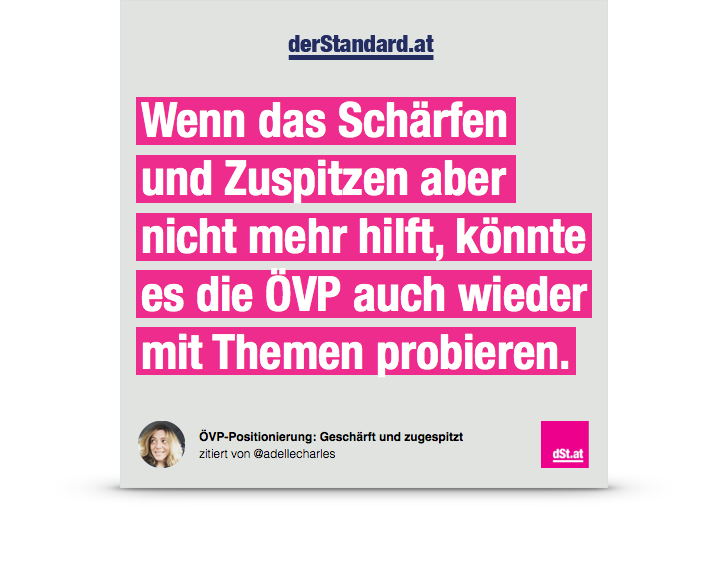 derStandard.at
Wenn das Schärfen
und Zuspitzen aber
nicht mehr hilft, könnte
es die ÖVP auch wieder
mit Themen probieren.
ÖVP-Positionierung: Geschärft und zugespitzt
zitiert von @adellecharles
dSt.at